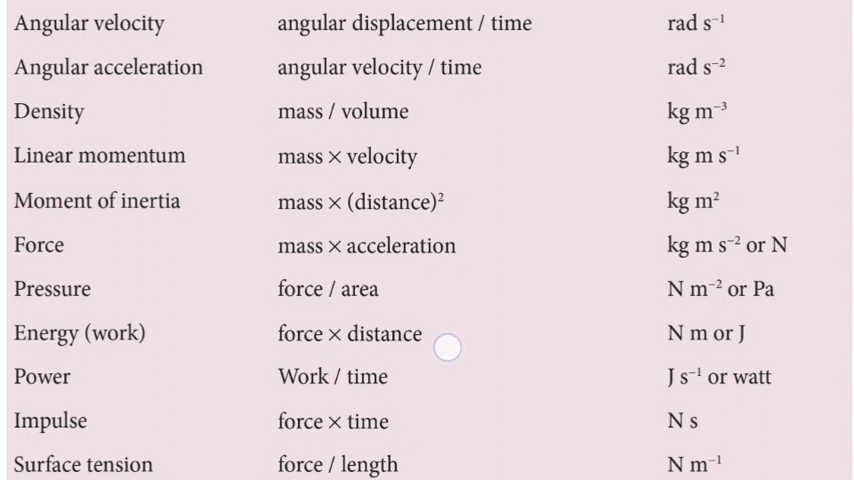 Angular velocity angular displacement / time rad s⁻¹
Angular acceleration angular velocity / time rad s⁻²
Density mass / volume kg m⁻³
Linear momentum mass × velocity kg m s⁻¹
Moment of inertia mass × (distance)² kg m²
Force mass × acceleration kg m s⁻² or N
Pressure force / area N m⁻² or Pa
Energy (work) force × distance N m or J
Power Work / time J s⁻¹ or watt
Impulse force × time N s
Surface tension force / length N m⁻¹